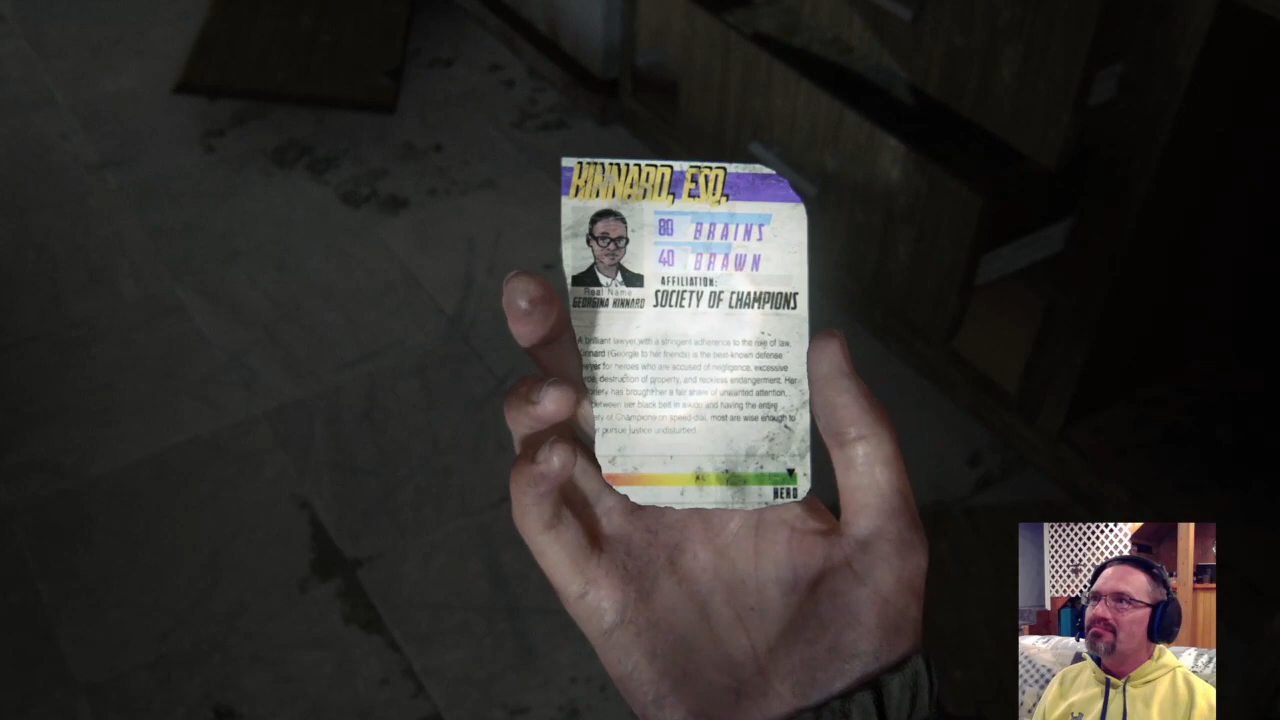 KINNARD, ESQ.
80 BRAINS
40 BRAWN
AFFILIATION:
SOCIETY OF CHAMPIONS
Real Name
GEORGINA KINNARD
A brilliant lawyer with a stringent adherence to the rule of law,
Kinnard (Georgie to her friends) is the best-known defense
lawyer for heroes who are accused of negligence, excessive
destruction of property, and reckless endangerment. Her
has brought her a fair share of unwanted attention,
between her black belt in aikido and having the entire
of Champions on speed dial, most are wise enough to
pursue justice undisturbed.
HERO